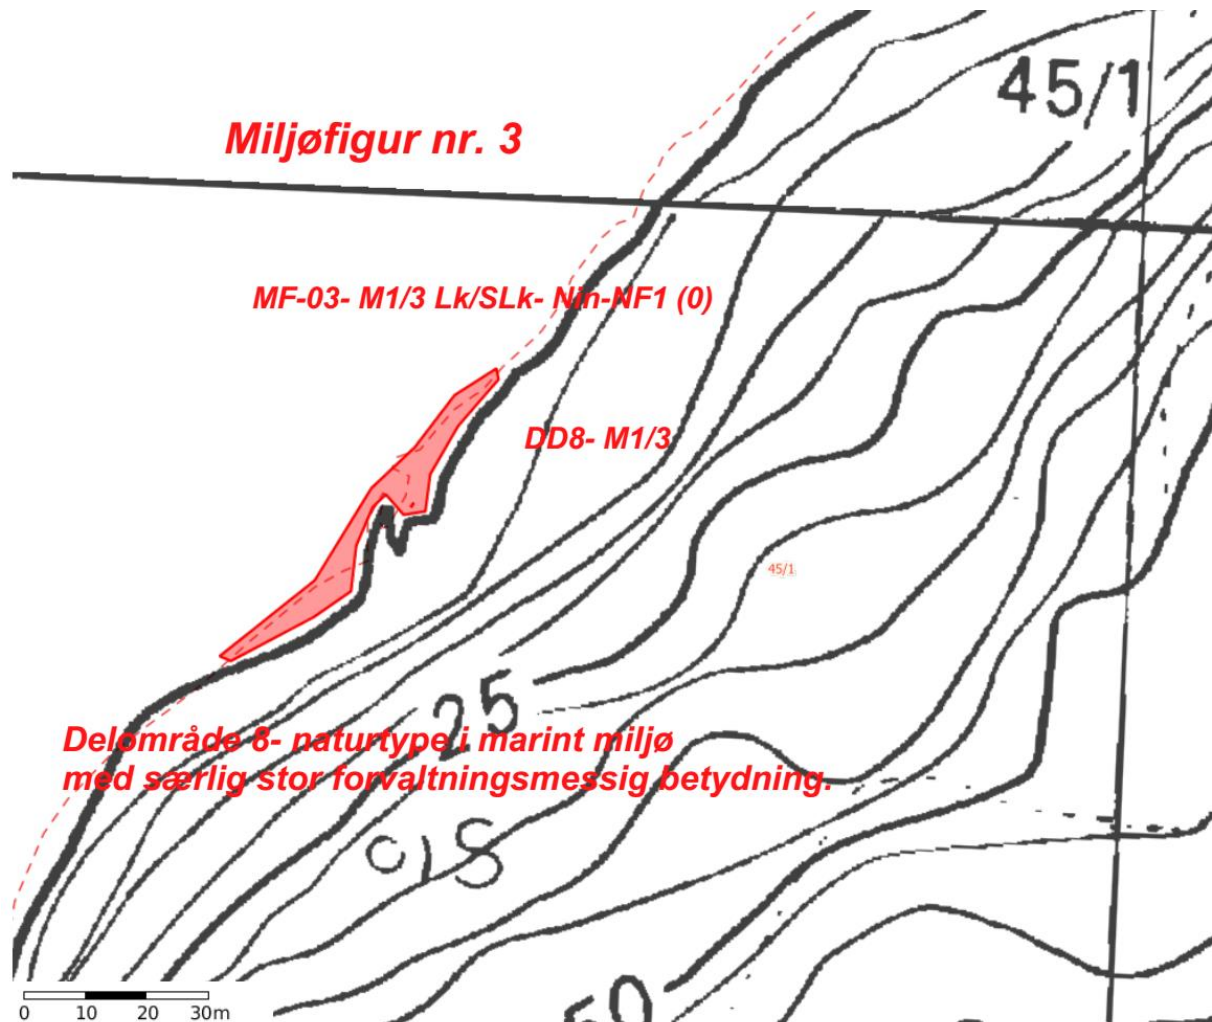 45/1
Miljøfigur nr. 3
MF-03- M1/3 Lk/SLk- Nin-NF1 (0)
DD8- M1/3
45/1
25
Delområde 8- naturtype i marint miljø
med særlig stor forvaltningsmessig betydning.
50
0 10 20 30m